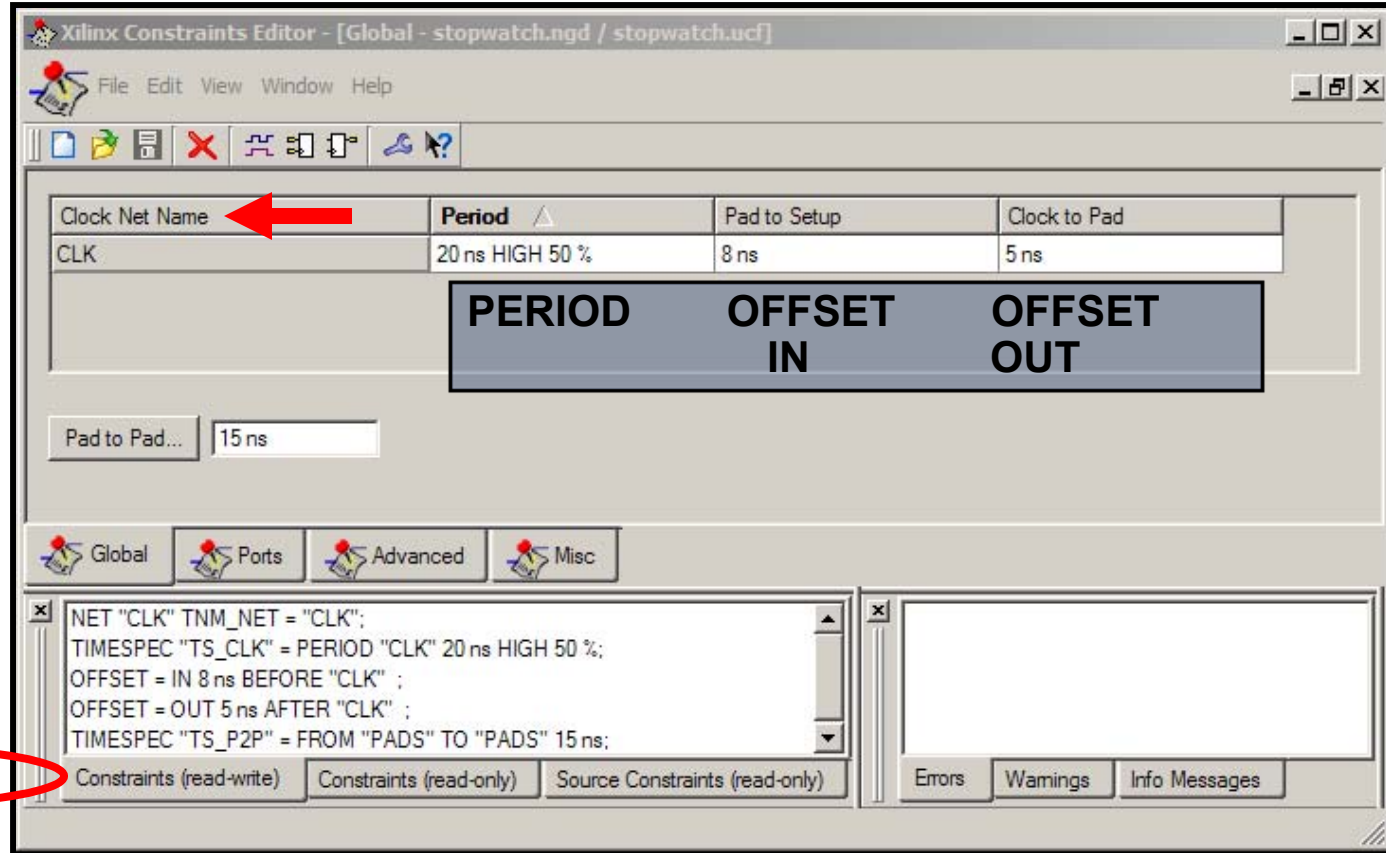 Xilinx Constraints Editor - [Global - stopwatch.ngd / stopwatch.ucf]
File Edit View Window Help
Clock Net Name Period Pad to Setup Clock to Pad
CLK 20 ns HIGH 50 % 8 ns 5 ns
PERIOD OFFSET OFFSET
IN OUT
Pad to Pad... 15 ns
Global Ports Advanced Misc
NET "CLK" TNM_NET = "CLK";
TIMESPEC "TS_CLK" = PERIOD "CLK" 20 ns HIGH 50 %;
OFFSET = IN 8 ns BEFORE "CLK" ;
OFFSET = OUT 5 ns AFTER "CLK" ;
TIMESPEC "TS_P2P" = FROM "PADS" TO "PADS" 15 ns;
Constraints (read-write) Constraints (read-only) Source Constraints (read-only) Errors Warnings Info Messages